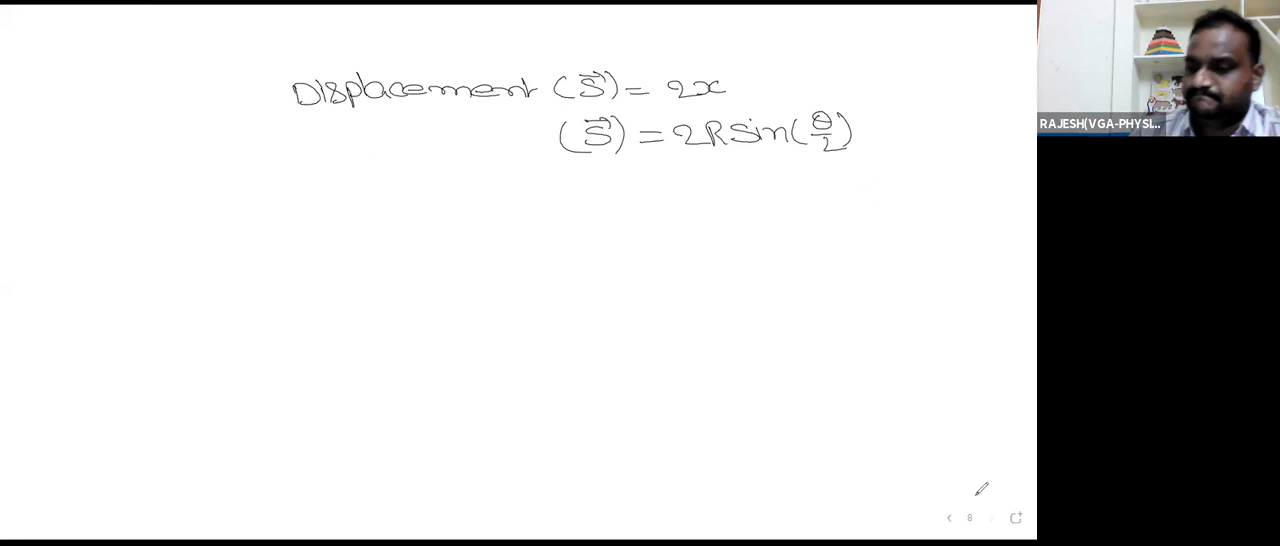 Displacement (S⃗) = 2x
(S⃗) = 2R Sin(θ/2)
RAJESH(VGA-PHYSI...
8